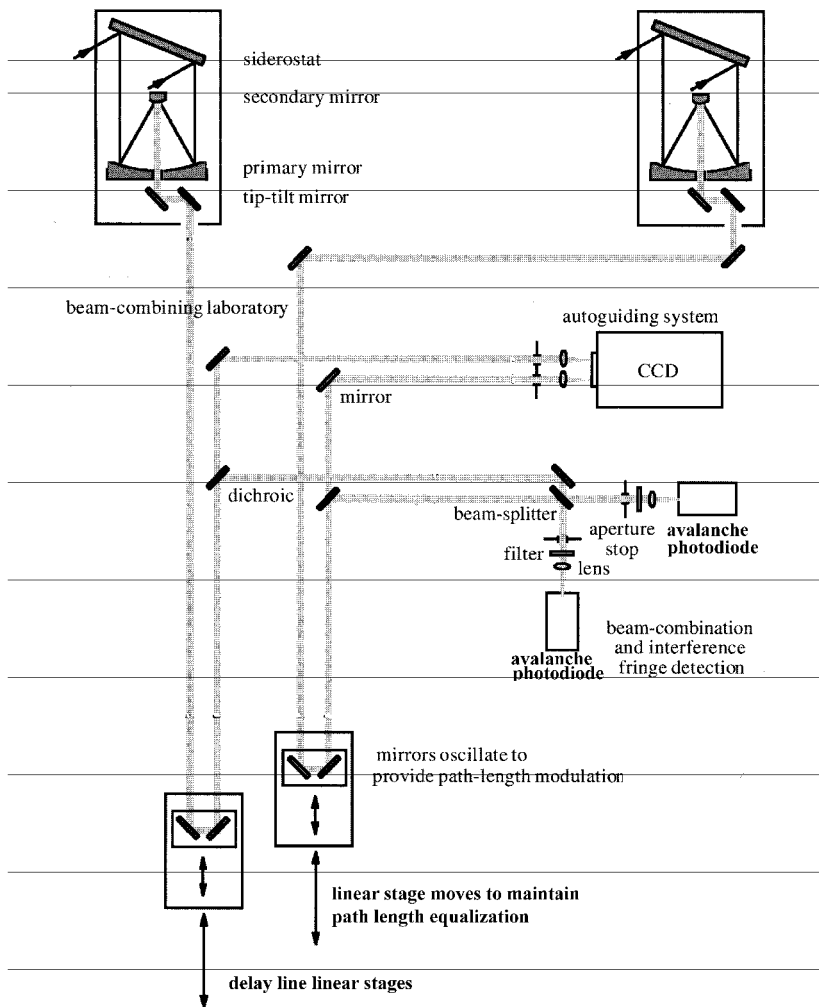 siderostat
secondary mirror
primary mirror
tip-tilt mirror
beam-combining laboratory
autoguiding system
CCD
mirror
dichroic
beam-splitter
aperture
stop
avalanche
photodiode
filter
lens
avalanche
photodiode
beam-combination
and interference
fringe detection
mirrors oscillate to
provide path-length modulation
linear stage moves to maintain
path length equalization
delay line linear stages